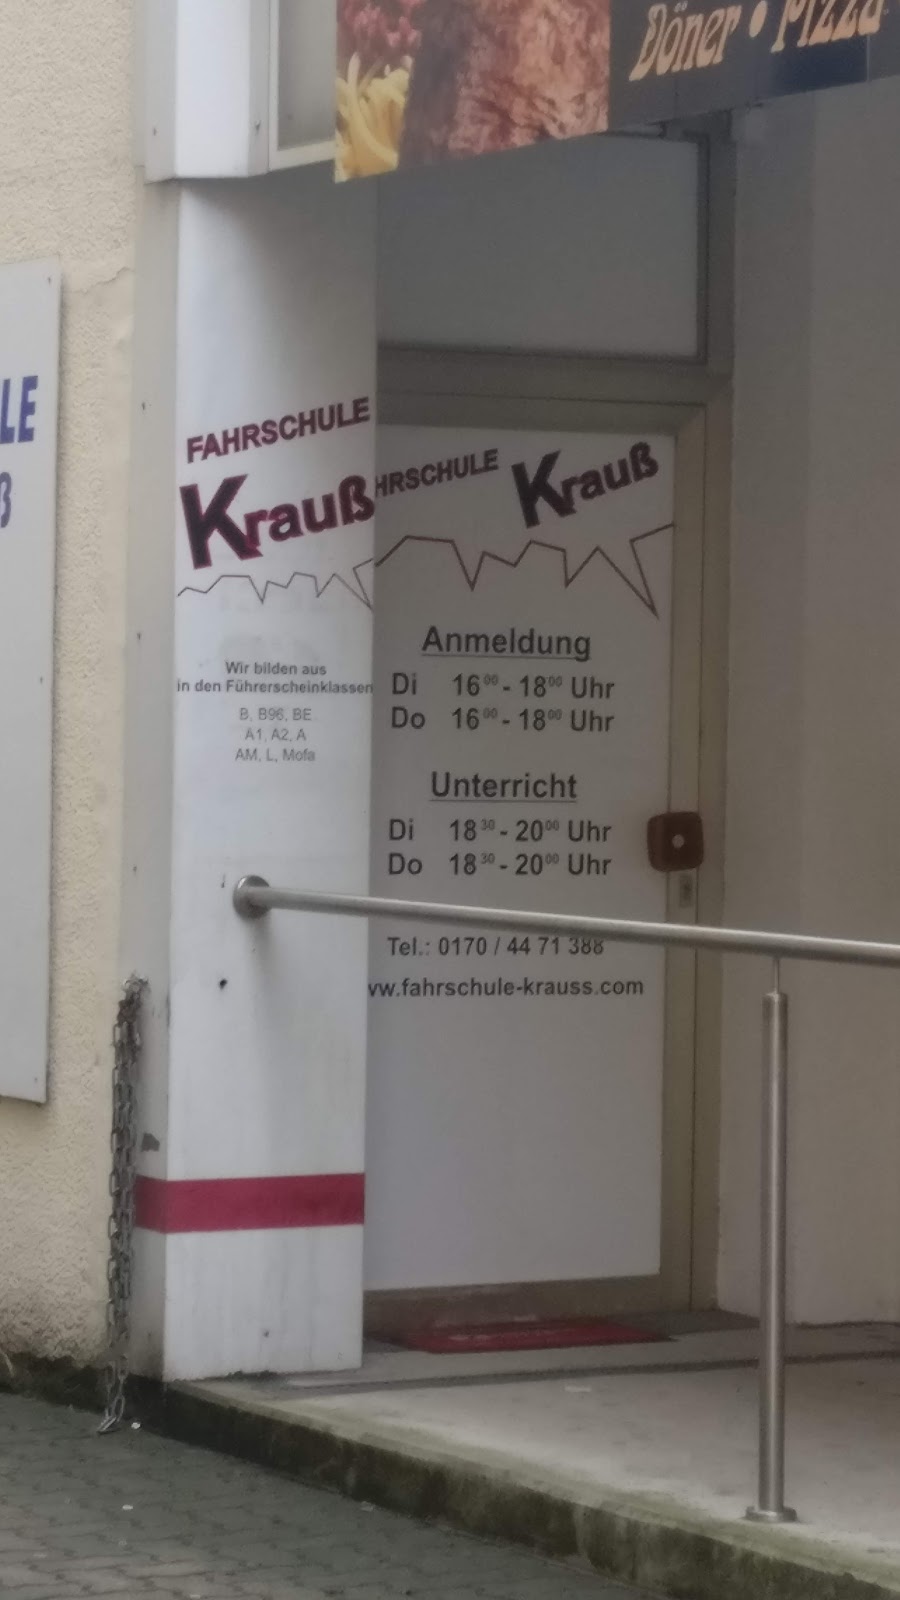 Döner • Pizza
LE
ß
FAHRSCHULE
Krauß
Wir bilden aus
in den Führerscheinklassen
B, B96, BE
A1, A2, A
AM, L, Mofa
HRSCHULE Krauß
Anmeldung
Di 16⁰⁰ - 18⁰⁰ Uhr
Do 16⁰⁰ - 18⁰⁰ Uhr
Unterricht
Di 18³⁰ - 20⁰⁰ Uhr
Do 18³⁰ - 20⁰⁰ Uhr
Tel.: 0170 / 44 71 388
vw.fahrschule-krauss.com